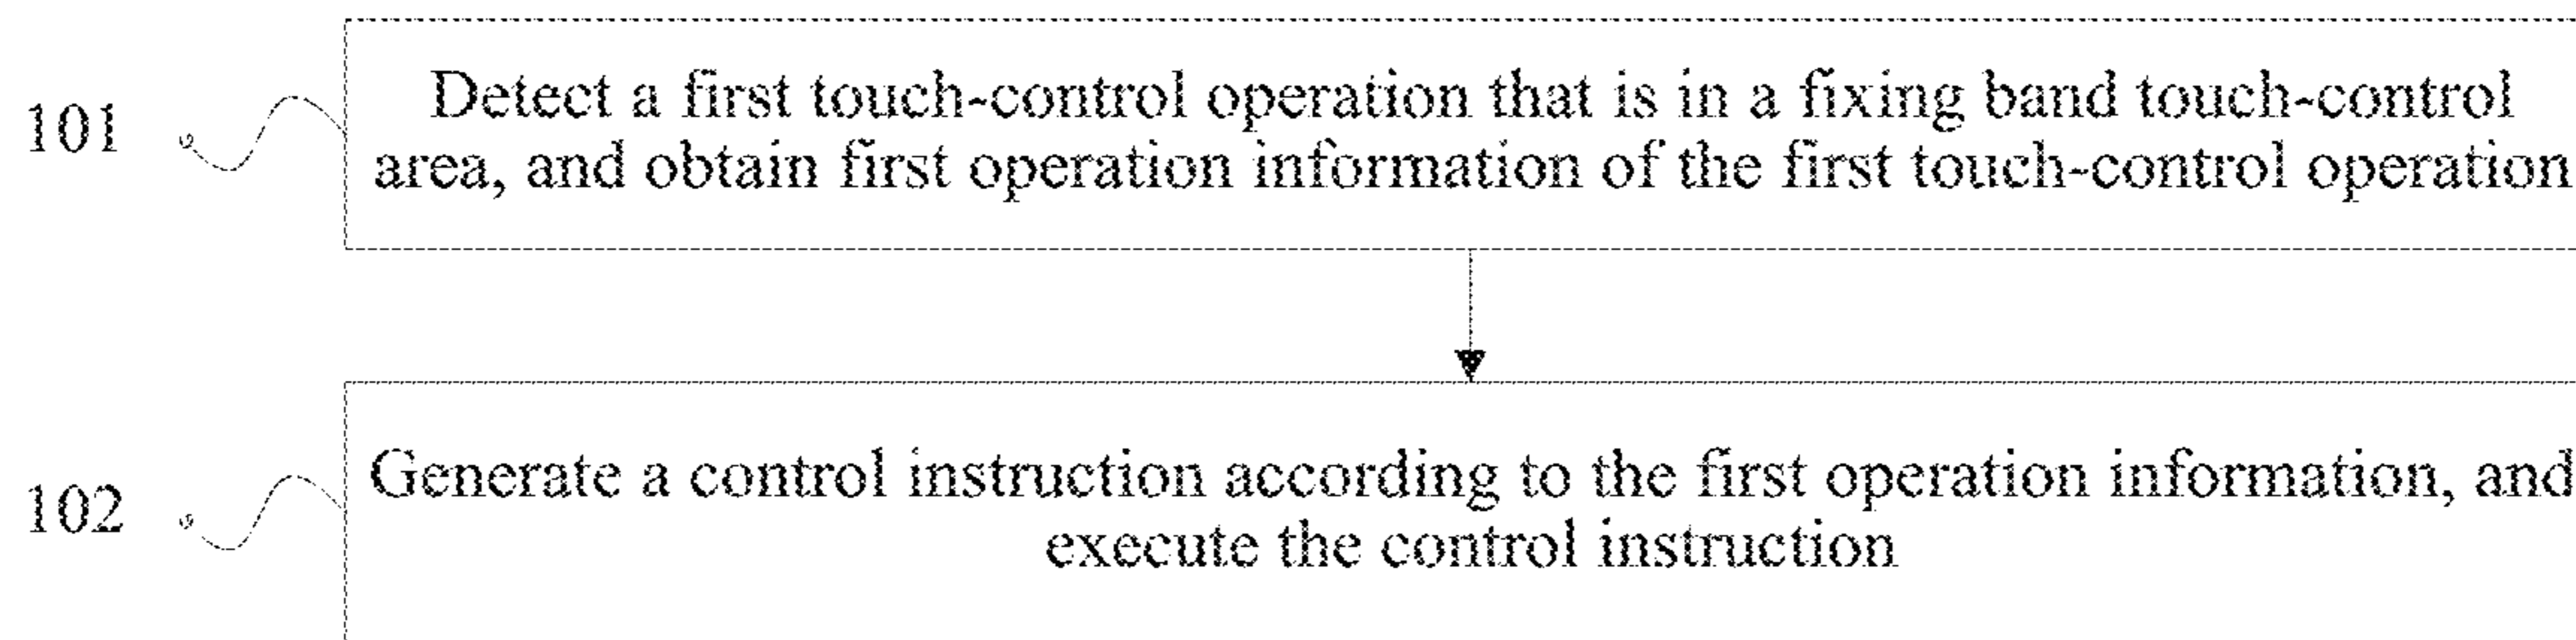 101
Detect a first touch-control operation that is in a fixing band touch-control
area, and obtain first operation information of the first touch-control operation
102
Generate a control instruction according to the first operation information, and
execute the control instruction